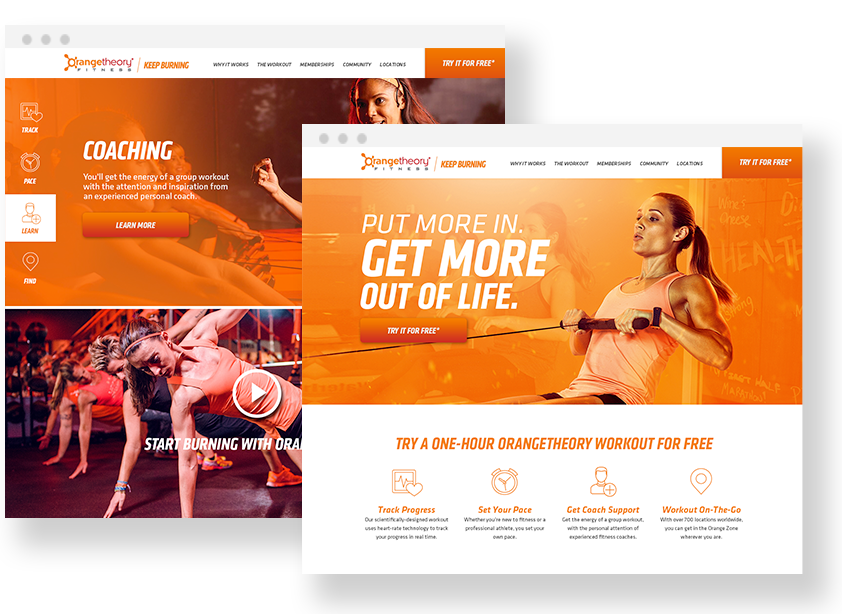 Orangetheory®
FITNESS
KEEP BURNING
WHY IT WORKS
THE WORKOUT
MEMBERSHIPS
COMMUNITY
LOCATIONS
TRY IT FOR FREE*
TRACK
PACE
LEARN
FIND
COACHING
You'll get the energy of a group workout
with the attention and inspiration from
an experienced personal coach.
LEARN MORE
START BURNING WITH ORA
Orangetheory®
FITNESS
KEEP BURNING
WHY IT WORKS
THE WORKOUT
MEMBERSHIPS
COMMUNITY
LOCATIONS
TRY IT FOR FREE*
PUT MORE IN.
GET MORE
OUT OF LIFE.
TRY IT FOR FREE*
HEALTH
TRY A ONE-HOUR ORANGETHEORY WORKOUT FOR FREE
Track Progress
Our scientifically-designed workout
uses heart-rate technology to track
your progress in real time.
Set Your Pace
Whether you're new to fitness or a
professional athlete, you set your
own pace.
Get Coach Support
Get the energy of a group workout,
with the personal attention of
experienced fitness coaches.
Workout On-The-Go
With over 700 locations worldwide,
you can get in the Orange Zone
wherever you are.